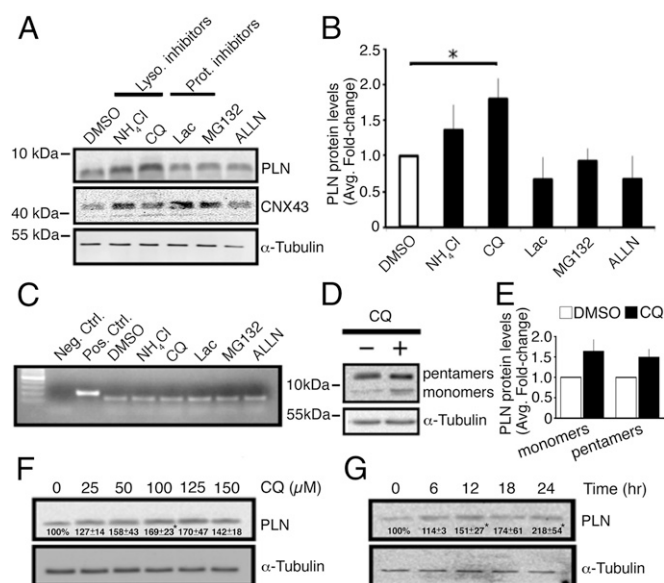 A
Lyso. inhibitors
Prot. inhibitors
DMSO NH4Cl CQ Lac MG132 ALLN
10 kDa
PLN
40 kDa
CNX43
55 kDa
α-Tubulin
B
PLN protein levels
(Avg. Fold-change)
2.5
2.0
1.5
1.0
0.5
0
*
DMSO NH4Cl CQ Lac MG132 ALLN
C
Neg. Ctrl. Pos. Ctrl. DMSO NH4Cl CQ Lac MG132 ALLN
D
CQ
− +
10kDa
pentamers
monomers
55kDa
α-Tubulin
E
DMSO CQ
PLN protein levels
(Avg. Fold-change)
2.0
1.5
1.0
0.5
0
monomers pentamers
F
0 25 50 100 125 150 CQ (µM)
PLN
100% 127±14 158±43 169±23* 170±47 142±18
α-Tubulin
G
0 6 12 18 24 Time (hr)
PLN
100% 114±3 151±27* 174±61 218±54*
α-Tubulin